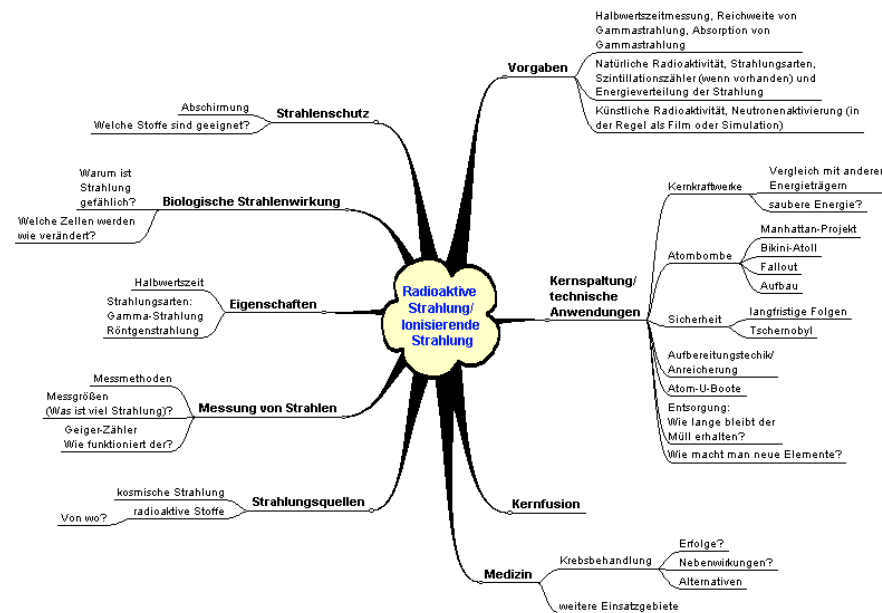 Radioaktive
Strahlung/
Ionisierende
Strahlung
Vorgaben
Halbwertszeitmessung, Reichweite von
Gammastrahlung, Absorption von
Gammastrahlung
Natürliche Radioaktivität, Strahlungsarten,
Szintillationszähler (wenn vorhanden) und
Energieverteilung der Strahlung
Künstliche Radioaktivität, Neutronenaktivierung (in
der Regel als Film oder Simulation)
Kernspaltung/
technische
Anwendungen
Kernkraftwerke
Vergleich mit anderen
Energieträgern
saubere Energie?
Atombombe
Manhattan-Projekt
Bikini-Atoll
Fallout
Aufbau
Sicherheit
langfristige Folgen
Tschernobyl
Aufbereitungstechik/
Anreicherung
Atom-U-Boote
Entsorgung:
Wie lange bleibt der
Müll erhalten?
Wie macht man neue Elemente?
Kernfusion
Medizin
Krebsbehandlung
Erfolge?
Nebenwirkungen?
Alternativen
weitere Einsatzgebiete
Strahlenschutz
Abschirmung
Welche Stoffe sind geeignet?
Biologische Strahlenwirkung
Warum ist
Strahlung
gefählich?
Welche Zellen werden
wie verändert?
Eigenschaften
Halbwertszeit
Strahlungsarten:
Gamma-Strahlung
Röntgenstrahlung
Messung von Strahlen
Messmethoden
Messgrößen
(Was ist viel Strahlung)?
Geiger-Zähler
Wie funktioniert der?
Strahlungsquellen
kosmische Strahlung
radioaktive Stoffe
Von wo?